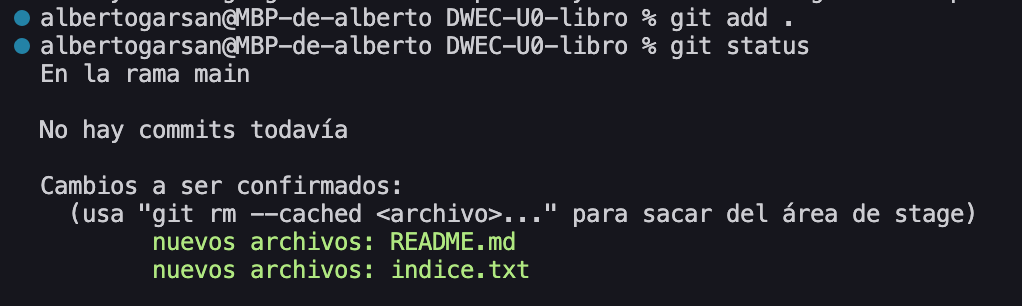 albertogarsan@MBP-de-alberto DWEC-U0-libro % git add .
albertogarsan@MBP-de-alberto DWEC-U0-libro % git status
En la rama main
No hay commits todavía
Cambios a ser confirmados:
(usa "git rm --cached <archivo>..." para sacar del área de stage)
nuevos archivos: README.md
nuevos archivos: indice.txt